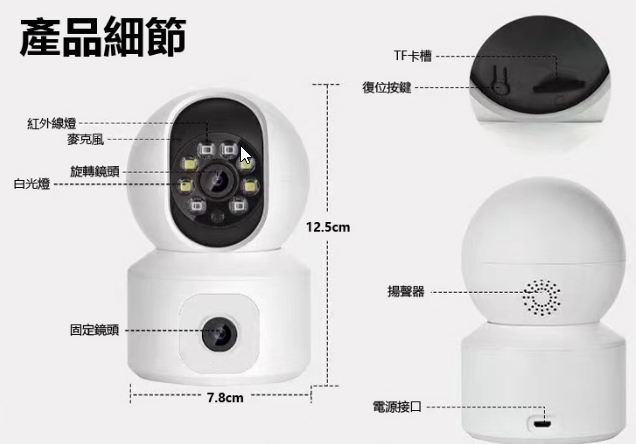 產品細節
TF卡槽
復位按鍵
紅外線燈
麥克風
旋轉鏡頭
白光燈
12.5cm
揚聲器
固定鏡頭
7.8cm
電源接口